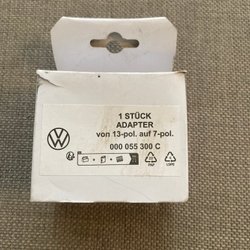 1 STÜCK
ADAPTER
von 13-pol. auf 7-pol.
000 055 300 C